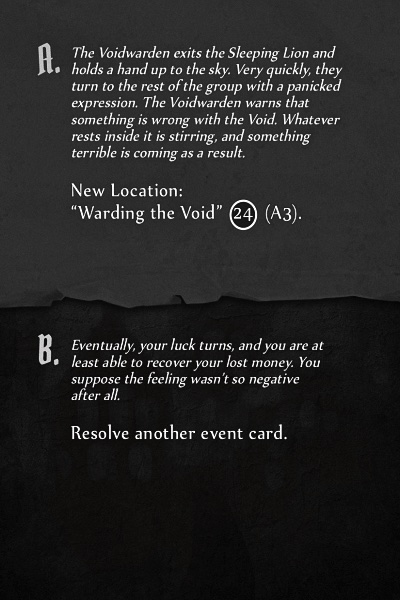 A.
The Voidwarden exits the Sleeping Lion and
holds a hand up to the sky. Very quickly, they
turn to the rest of the group with a panicked
expression. The Voidwarden warns that
something is wrong with the Void. Whatever
rests inside it is stirring, and something
terrible is coming as a result.
New Location:
“Warding the Void” 24 (A3).
B.
Eventually, your luck turns, and you are at
least able to recover your lost money. You
suppose the feeling wasn't so negative
after all.
Resolve another event card.